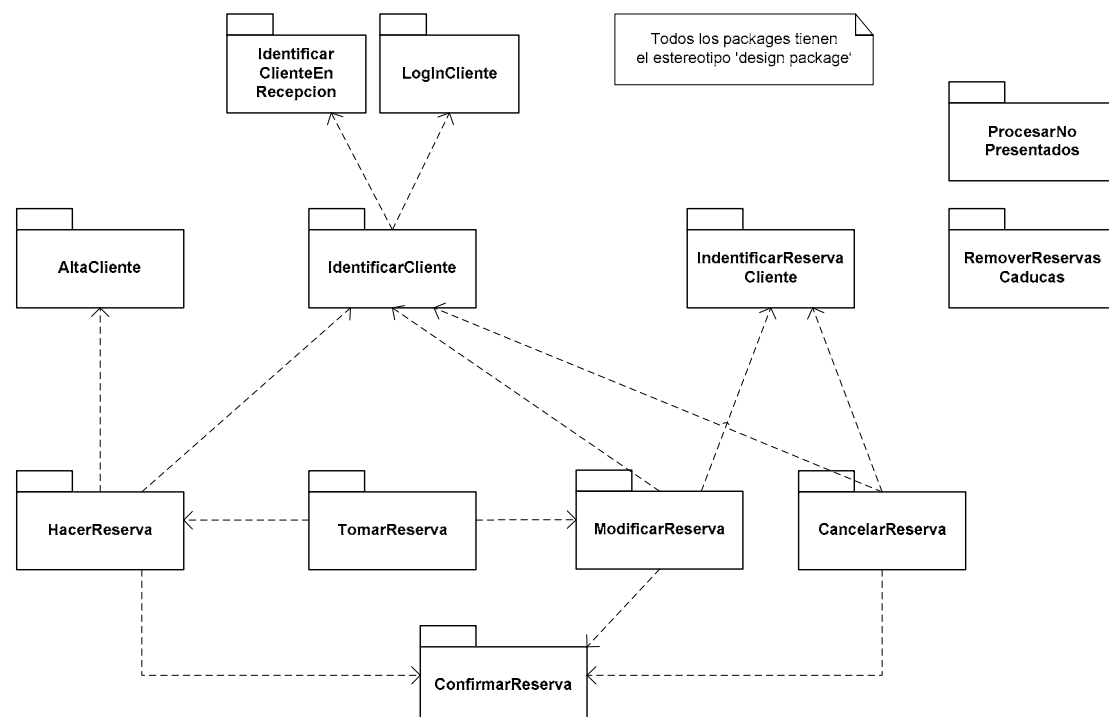 Identificar
ClienteEn
Recepcion
LogInCliente
Todos los packages tienen
el estereotipo 'design package‘
ProcesarNo
Presentados
AltaCliente
IdentificarCliente
IndentificarReserva
Cliente
RemoverReservas
Caducas
HacerReserva
TomarReserva
ModificarReserva
CancelarReserva
ConfirmarReserva